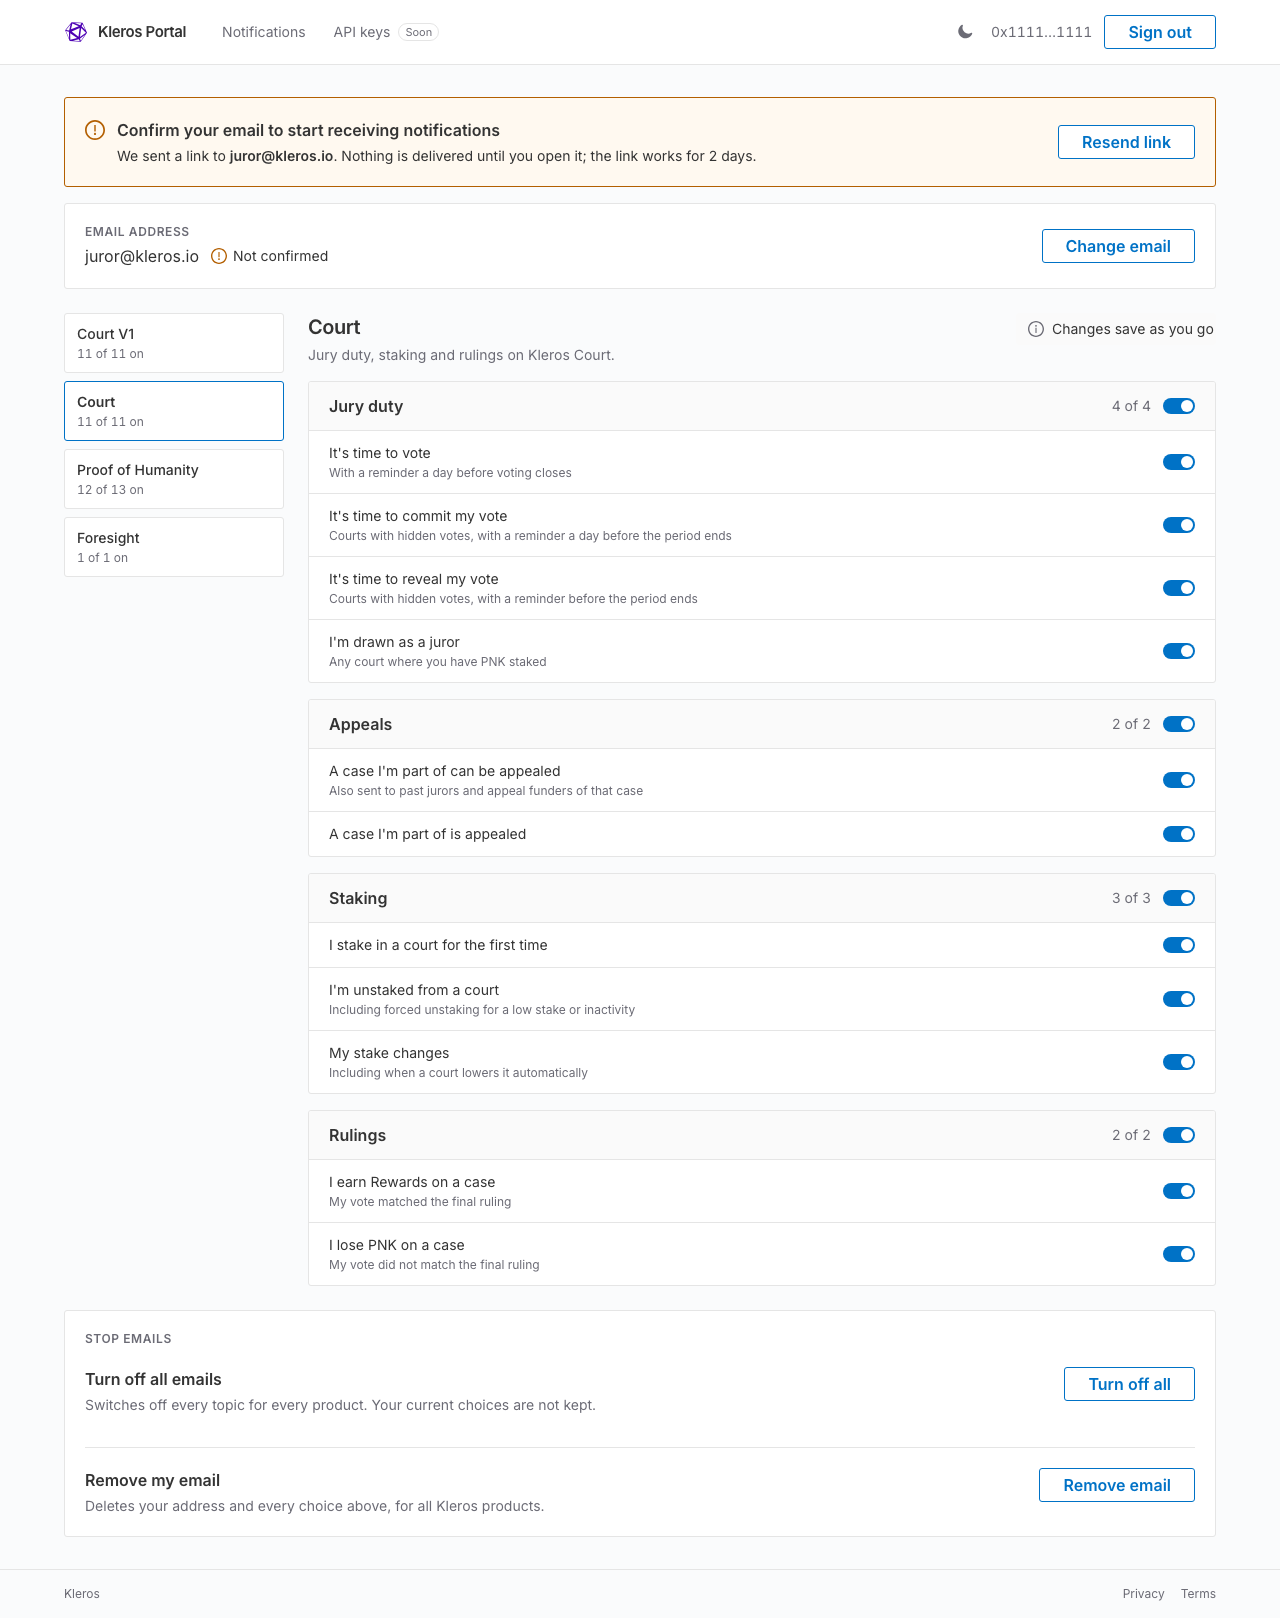 Kleros Portal
Notifications
API keys
Soon
0x1111...1111
Sign out
Confirm your email to start receiving notifications
We sent a link to juror@kleros.io. Nothing is delivered until you open it; the link works for 2 days.
Resend link
EMAIL ADDRESS
juror@kleros.io
Not confirmed
Change email
Court V1
11 of 11 on
Court
11 of 11 on
Proof of Humanity
12 of 13 on
Foresight
1 of 1 on
Court
Jury duty, staking and rulings on Kleros Court.
Changes save as you go
Jury duty
4 of 4
It's time to vote
With a reminder a day before voting closes
It's time to commit my vote
Courts with hidden votes, with a reminder a day before the period ends
It's time to reveal my vote
Courts with hidden votes, with a reminder before the period ends
I'm drawn as a juror
Any court where you have PNK staked
Appeals
2 of 2
A case I'm part of can be appealed
Also sent to past jurors and appeal funders of that case
A case I'm part of is appealed
Staking
3 of 3
I stake in a court for the first time
I'm unstaked from a court
Including forced unstaking for a low stake or inactivity
My stake changes
Including when a court lowers it automatically
Rulings
2 of 2
I earn Rewards on a case
My vote matched the final ruling
I lose PNK on a case
My vote did not match the final ruling
STOP EMAILS
Turn off all emails
Switches off every topic for every product. Your current choices are not kept.
Turn off all
Remove my email
Deletes your address and every choice above, for all Kleros products.
Remove email
Kleros
Privacy
Terms